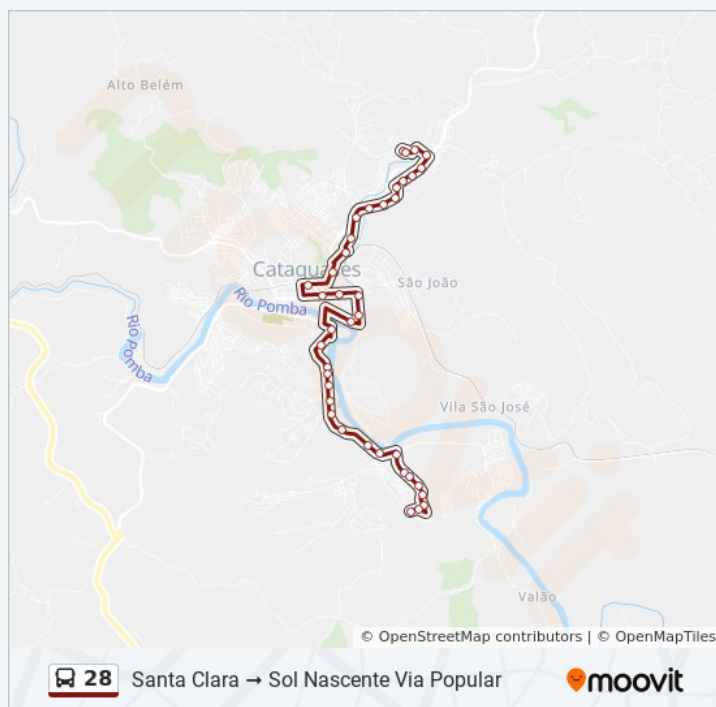 Alto Belém
Cataguases
São João
Rio Pomba
Rio Pomba
Vila São José
Valão
© OpenStreetMap contributors | © OpenMapTiles
28 Santa Clara → Sol Nascente Via Popular
moovit